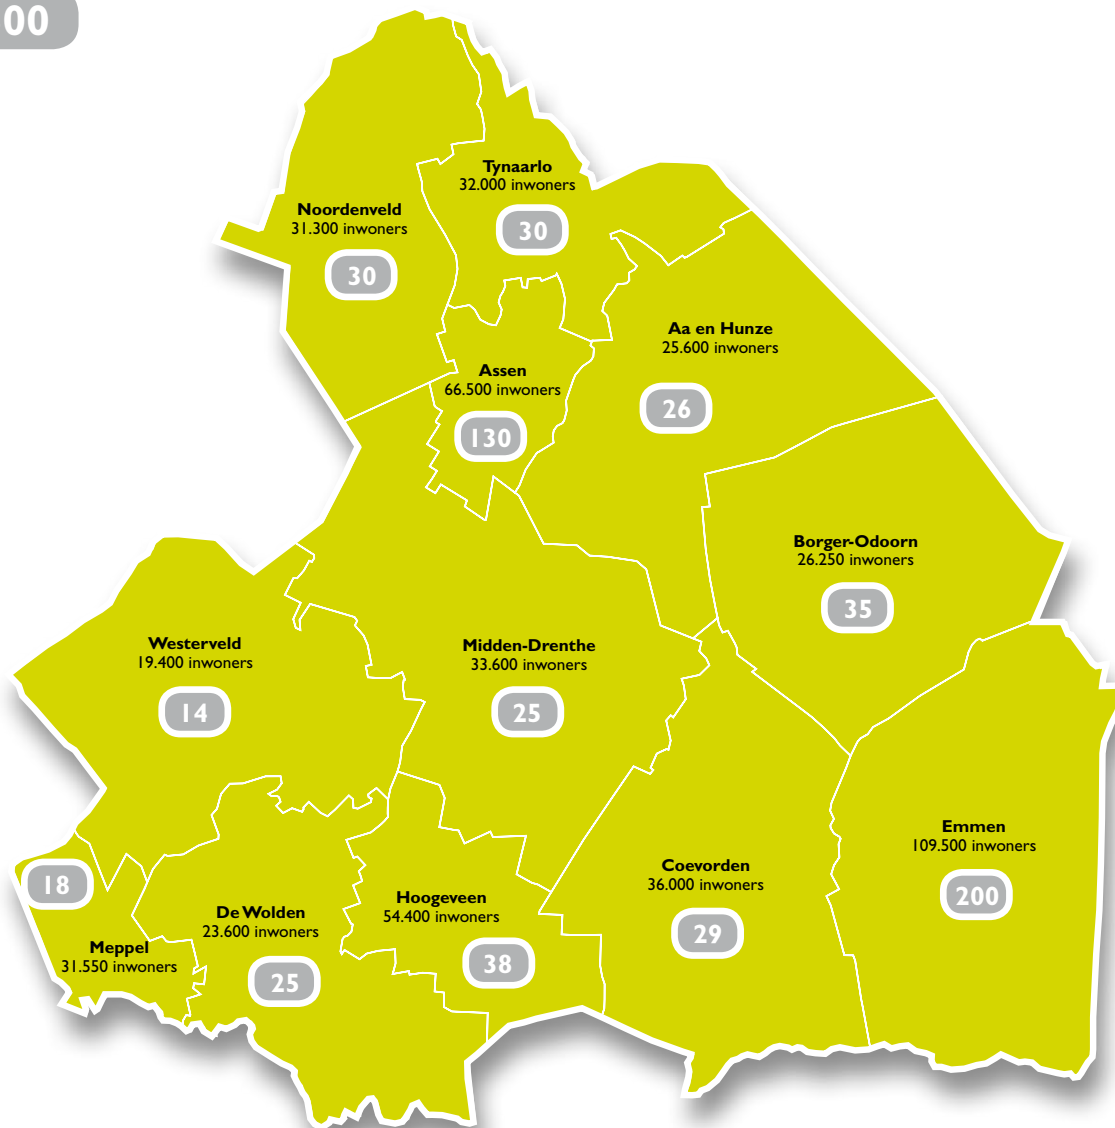 00
Tynaarlo
32.000 inwoners
30
Noordenveld
31.300 inwoners
30
Aa en Hunze
25.600 inwoners
26
Assen
66.500 inwoners
130
Borger-Odoorn
26.250 inwoners
35
Westerveld
19.400 inwoners
14
Midden-Drenthe
33.600 inwoners
25
Emmen
109.500 inwoners
200
Coevorden
36.000 inwoners
29
18
Meppel
31.550 inwoners
De Wolden
23.600 inwoners
25
Hoogeveen
54.400 inwoners
38